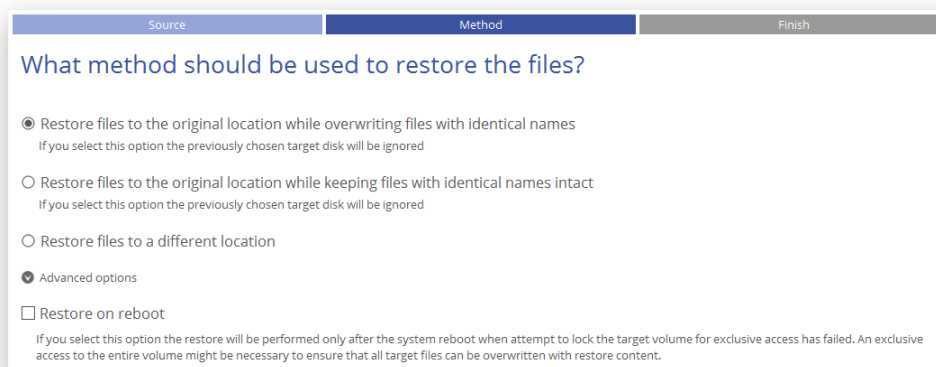 Source
Method
Finish
What method should be used to restore the files?
Restore files to the original location while overwriting files with identical names
If you select this option the previously chosen target disk will be ignored
Restore files to the original location while keeping files with identical names intact
If you select this option the previously chosen target disk will be ignored
Restore files to a different location
Advanced options
Restore on reboot
If you select this option the restore will be performed only after the system reboot when attempt to lock the target volume for exclusive access has failed. An exclusive
access to the entire volume might be necessary to ensure that all target files can be overwritten with restore content.